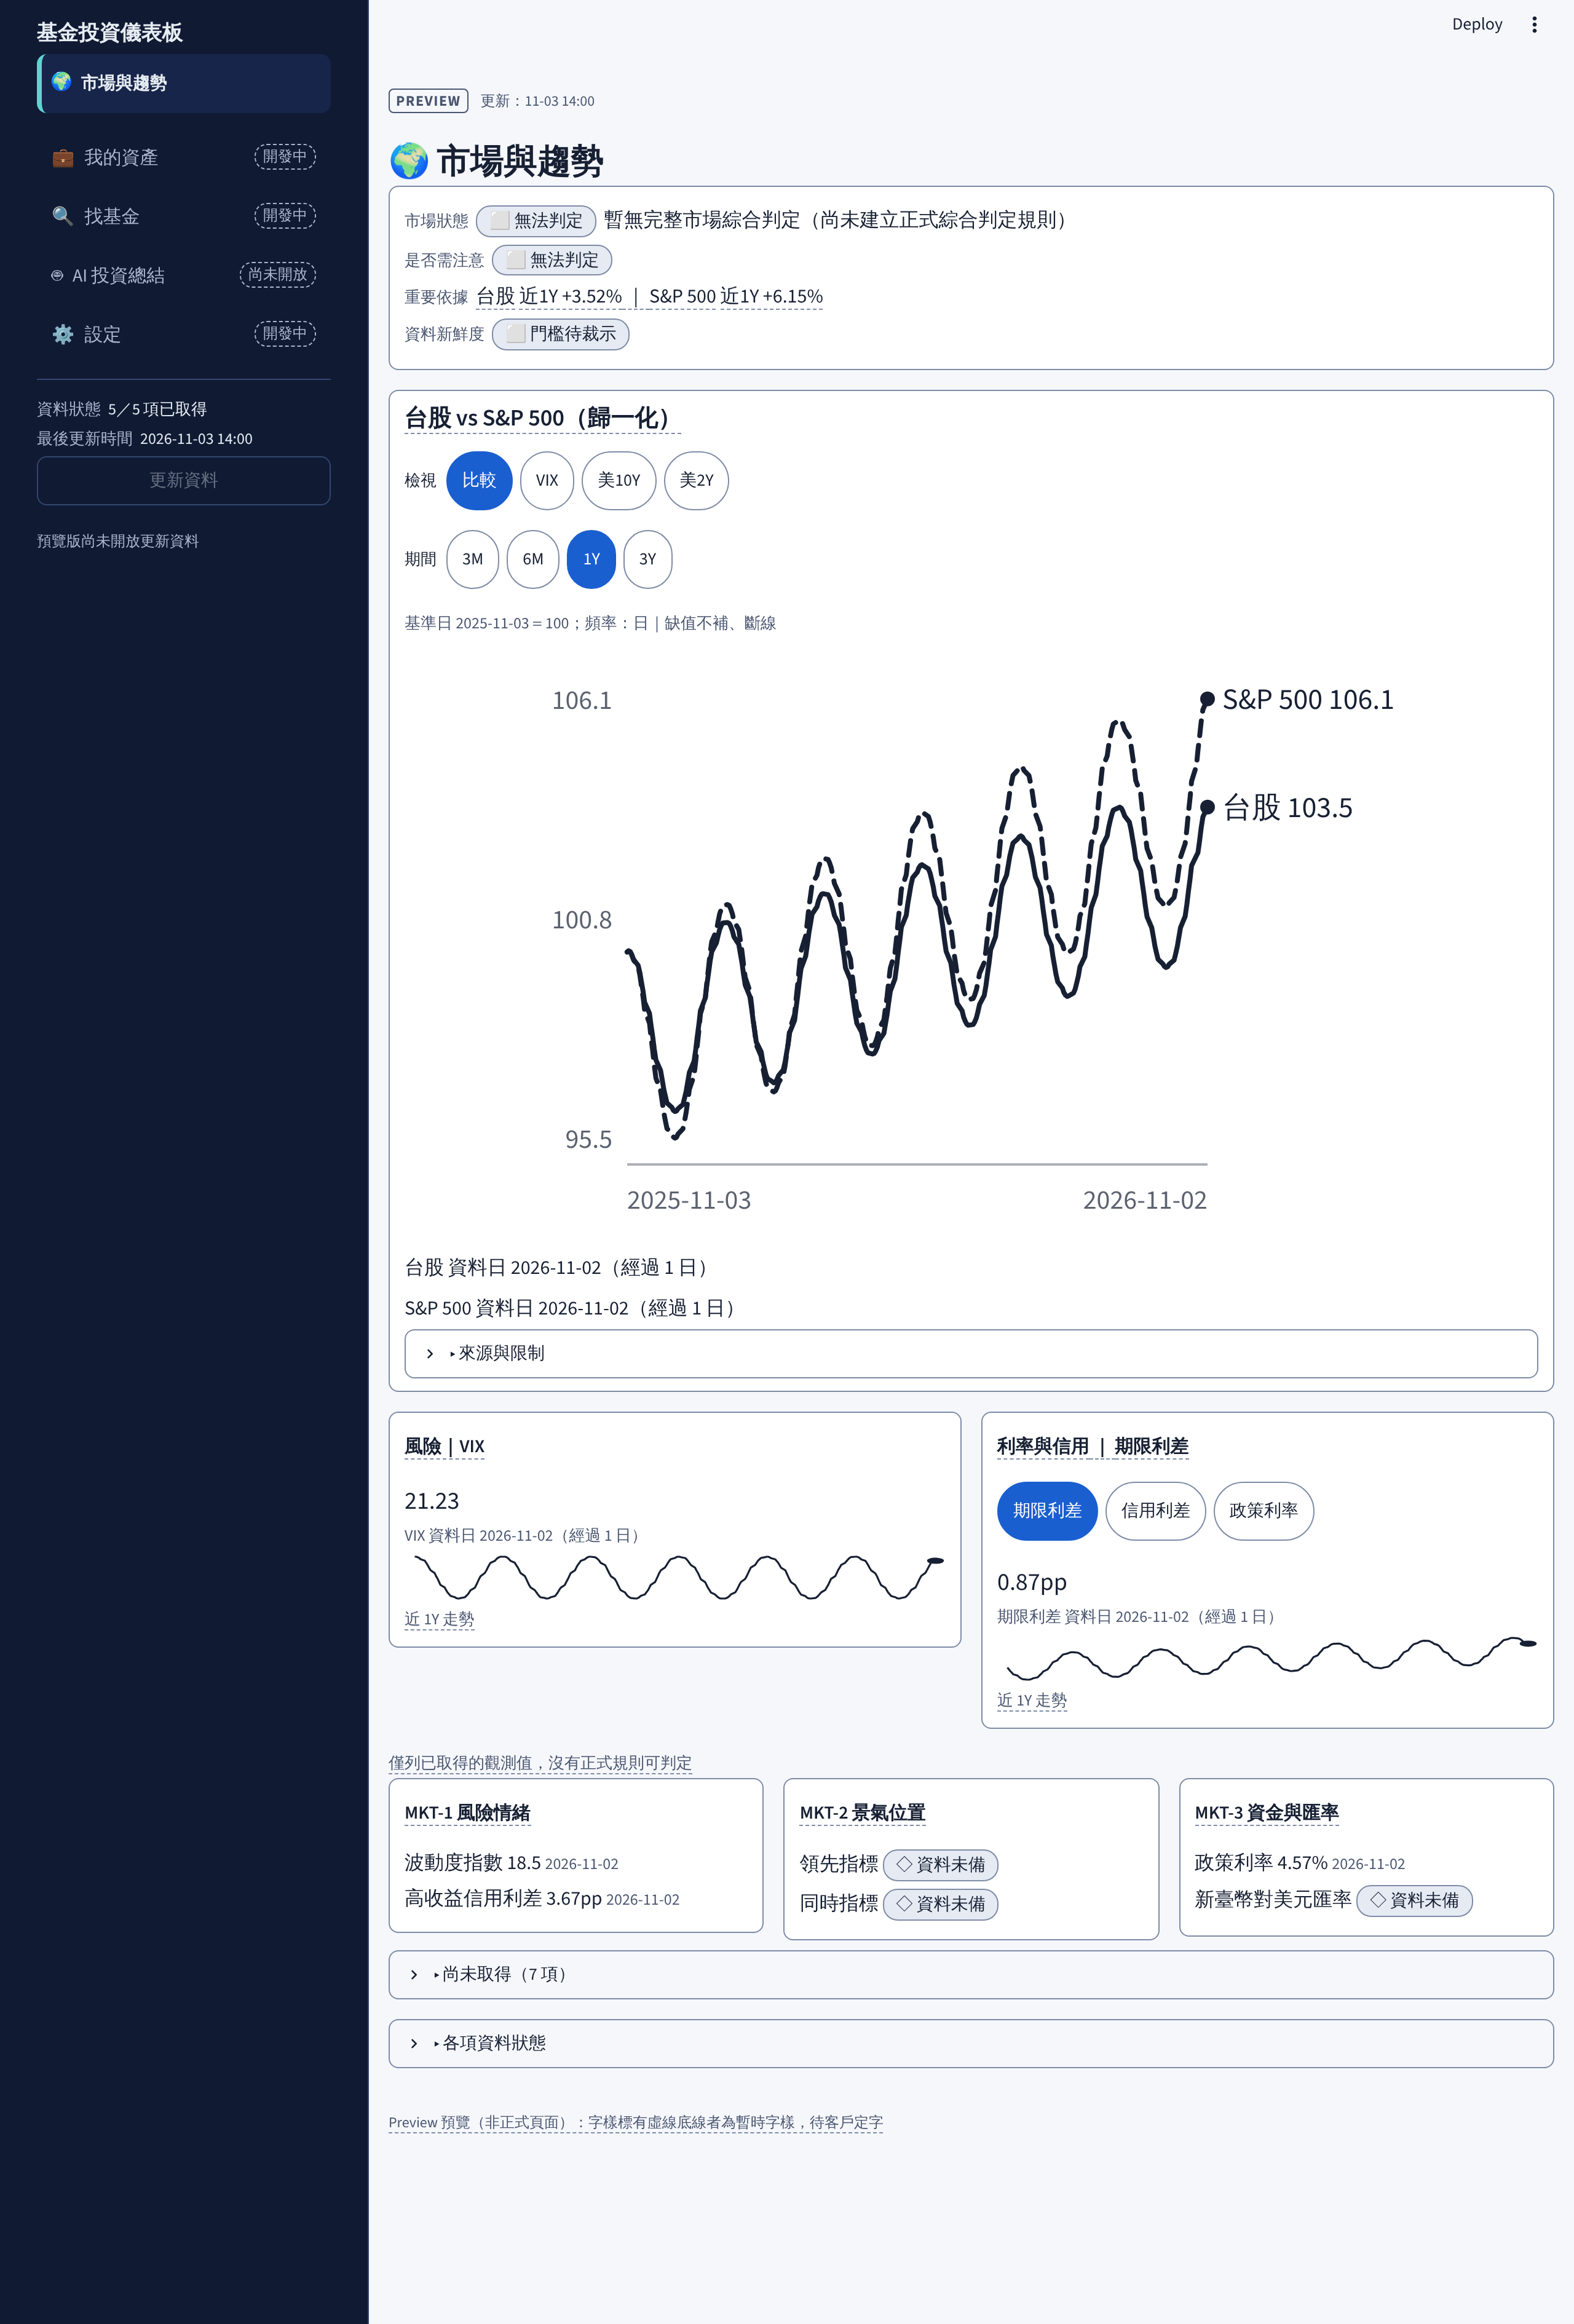 基金投資儀表板
🌍 市場與趨勢
💼 我的資產 開發中
🔍 找基金 開發中
AI 投資總結 尚未開放
⚙️ 設定 開發中
資料狀態 5／5 項已取得
最後更新時間 2026-11-03 14:00
更新資料
預覽版尚未開放更新資料
Deploy
PREVIEW 更新：11-03 14:00
🌍 市場與趨勢
市場狀態 ⬜ 無法判定 暫無完整市場綜合判定（尚未建立正式綜合判定規則）
是否需注意 ⬜ 無法判定
重要依據 台股 近1Y +3.52% ｜ S&P 500 近1Y +6.15%
資料新鮮度 ⬜ 門檻待裁示
台股 vs S&P 500（歸一化）
檢視 比較 VIX 美10Y 美2Y
期間 3M 6M 1Y 3Y
基準日 2025-11-03＝100；頻率：日｜缺值不補、斷線
106.1
S&P 500 106.1
台股 103.5
100.8
95.5
2025-11-03 2026-11-02
台股 資料日 2026-11-02（經過 1 日）
S&P 500 資料日 2026-11-02（經過 1 日）
▸ 來源與限制
風險｜VIX
21.23
VIX 資料日 2026-11-02（經過 1 日）
近 1Y 走勢
利率與信用 ｜ 期限利差
期限利差 信用利差 政策利率
0.87pp
期限利差 資料日 2026-11-02（經過 1 日）
近 1Y 走勢
僅列已取得的觀測值，沒有正式規則可判定
MKT-1 風險情緒
波動度指數 18.5 2026-11-02
高收益信用利差 3.67pp 2026-11-02
MKT-2 景氣位置
領先指標 ◇ 資料未備
同時指標 ◇ 資料未備
MKT-3 資金與匯率
政策利率 4.57% 2026-11-02
新臺幣對美元匯率 ◇ 資料未備
▸ 尚未取得（7 項）
▸ 各項資料狀態
Preview 預覽（非正式頁面）：字樣標有虛線底線者為暫時字樣，待客戶定字